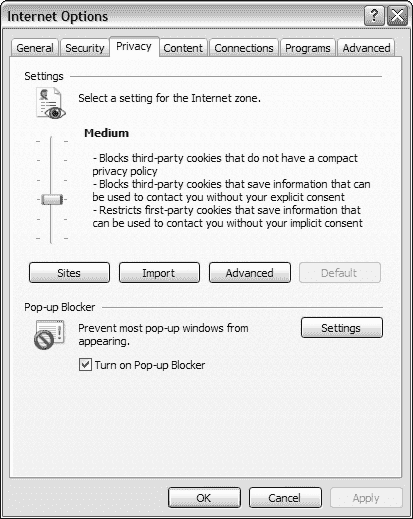 Internet Options
?
General Security Privacy Content Connections Programs Advanced
Settings
Select a setting for the Internet zone.
Medium
- Blocks third-party cookies that do not have a compact
privacy policy
- Blocks third-party cookies that save information that can
be used to contact you without your explicit consent
- Restricts first-party cookies that save information that
can be used to contact you without your implicit consent
Sites Import Advanced Default
Pop-up Blocker
Prevent most pop-up windows from
appearing.
Settings
Turn on Pop-up Blocker
OK Cancel Apply